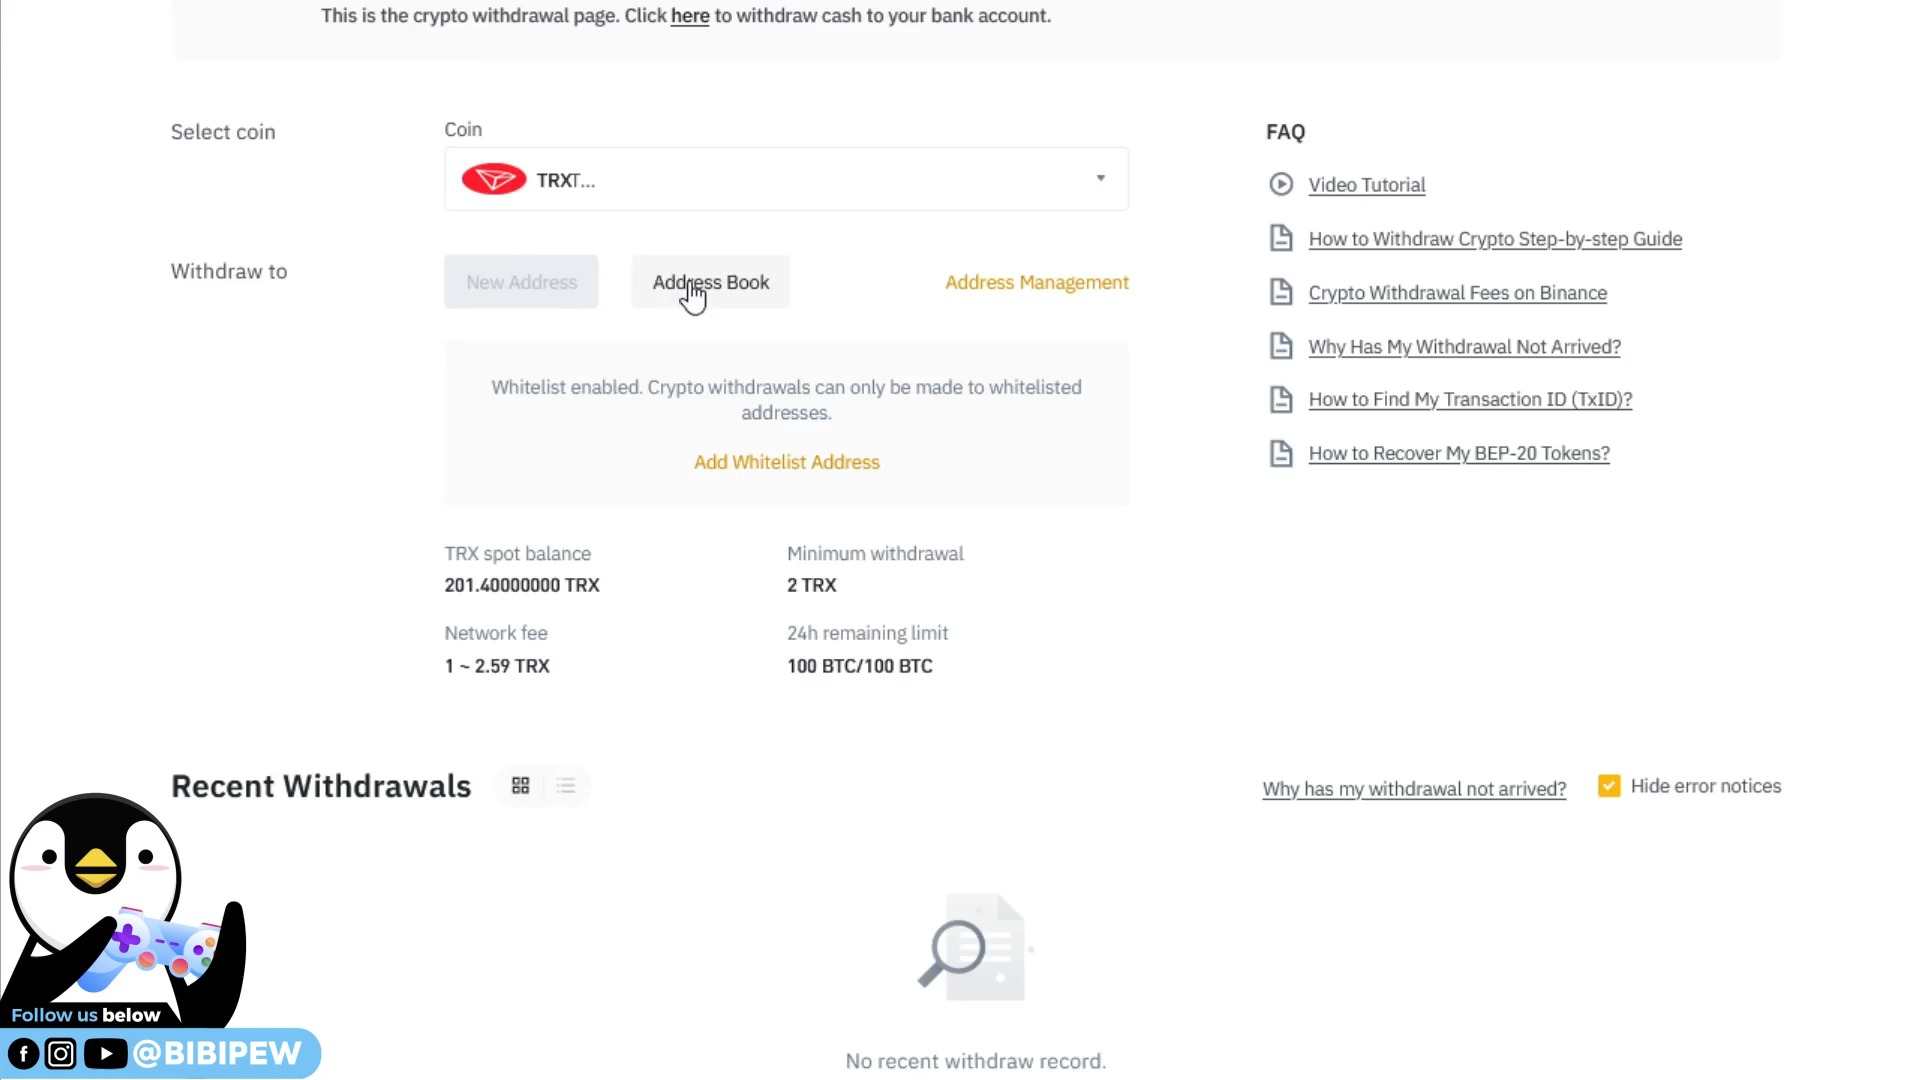 This is the crypto withdrawal page. Click here to withdraw cash to your bank account.
Select coin
Coin
TRXT...
Withdraw to
New Address
Address Book
Address Management
Whitelist enabled. Crypto withdrawals can only be made to whitelisted
addresses.
Add Whitelist Address
TRX spot balance
201.40000000 TRX
Minimum withdrawal
2 TRX
Network fee
1 ~ 2.59 TRX
24h remaining limit
100 BTC/100 BTC
FAQ
Video Tutorial
How to Withdraw Crypto Step-by-step Guide
Crypto Withdrawal Fees on Binance
Why Has My Withdrawal Not Arrived?
How to Find My Transaction ID (TxID)?
How to Recover My BEP-20 Tokens?
Recent Withdrawals
Why has my withdrawal not arrived?
Hide error notices
No recent withdraw record.
Follow us below
@BIBIPEW